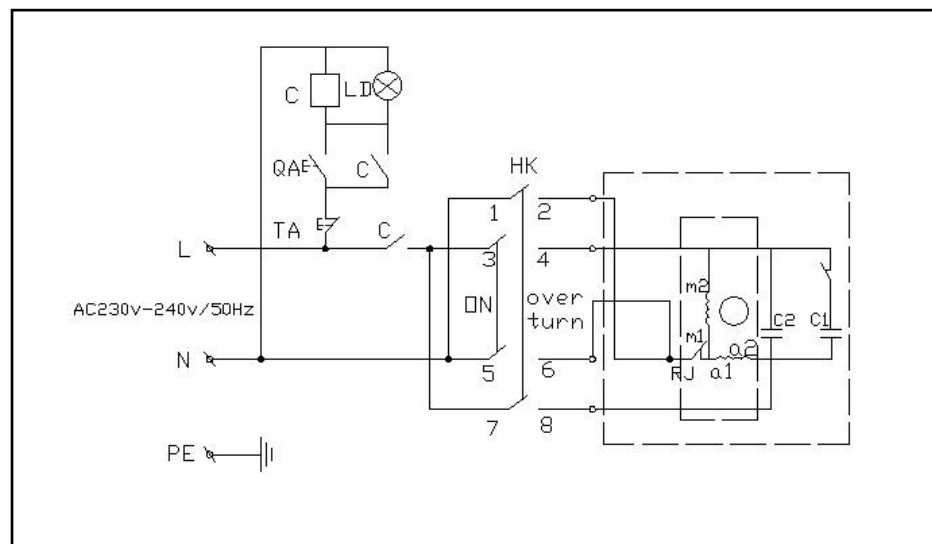 C LD
QA C HK
1 2
TA C
L 3 4
m2
AC230v-240v/50Hz ON over
turn C2 C1
m1 a2
N 5 6 RJ a1
7 8
PE